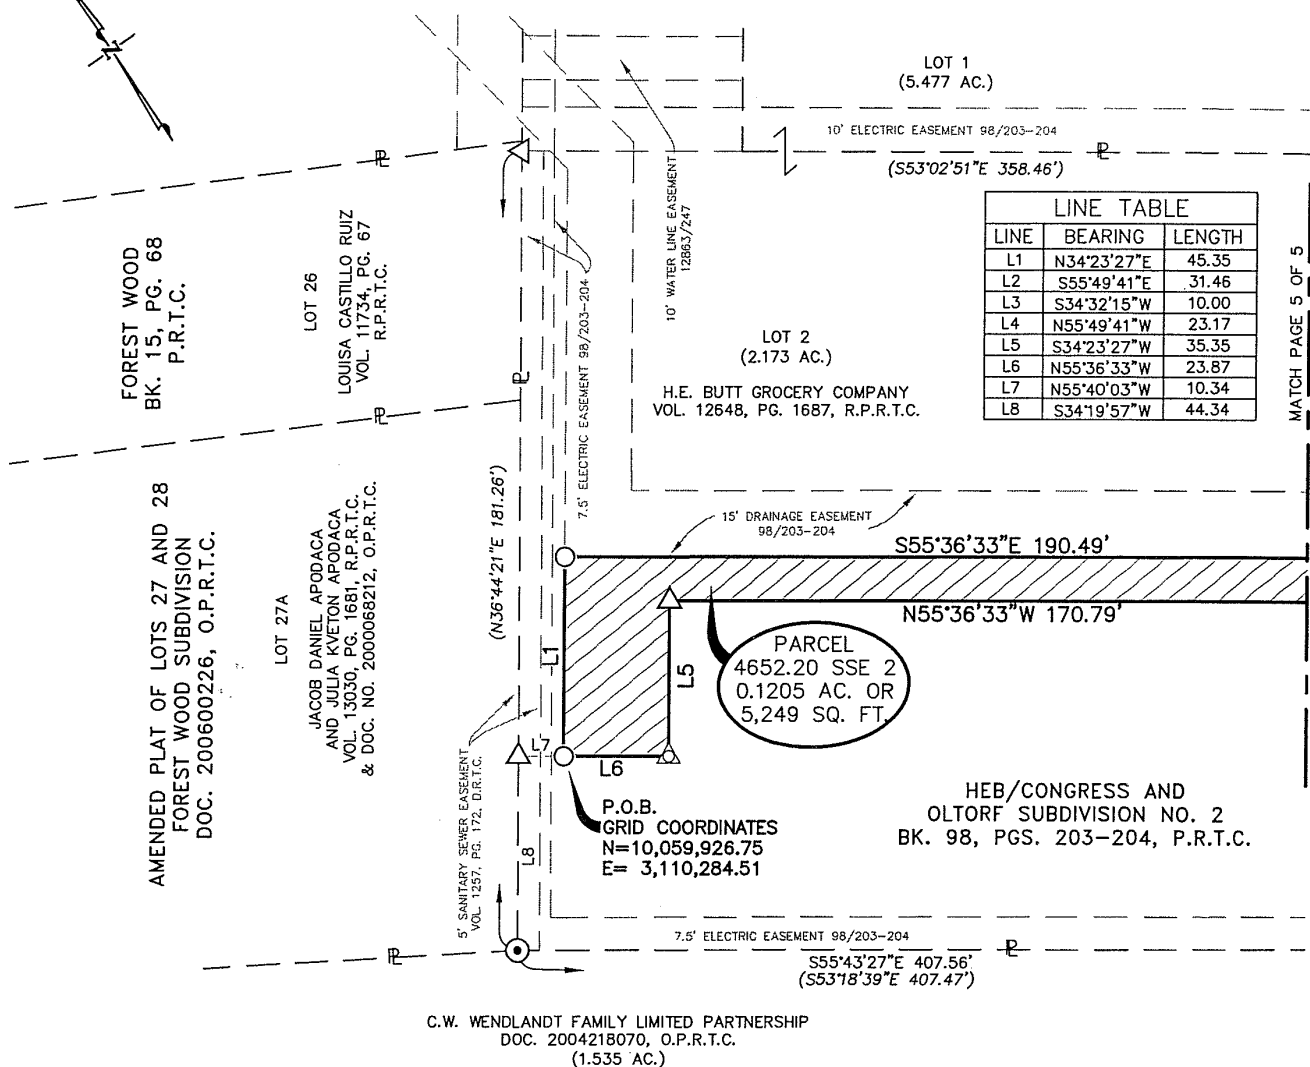 LOT 1
(5.477 AC.)
10' ELECTRIC EASEMENT 98/203-204
(S53°02'51"E 358.46')
LINE TABLE
LINE BEARING LENGTH
L1 N34°23'27"E 45.35
L2 S55°49'41"E 31.46
L3 S34°32'15"W 10.00
L4 N55°49'41"W 23.17
L5 S34°23'27"W 35.35
L6 N55°36'33"W 23.87
L7 N55°40'03"W 10.34
L8 S34°19'57"W 44.34
MATCH PAGE 5 OF 5
FOREST WOOD
BK. 15, PG. 68
P.R.T.C.
LOT 26
LOUISA CASTILLO RUIZ
VOL. 11734, PG. 67
R.P.R.T.C.
10' WATER LINE EASEMENT
12863/247
7.5' ELECTRIC EASEMENT 98/203-204
LOT 2
(2.173 AC.)
H.E. BUTT GROCERY COMPANY
VOL. 12648, PG. 1687, R.P.R.T.C.
15' DRAINAGE EASEMENT
98/203-204
(N36°44'21"E 181.26')
AMENDED PLAT OF LOTS 27 AND 28
FOREST WOOD SUBDIVISION
DOC. 200600226, O.P.R.T.C.
LOT 27A
JACOB DANIEL APODACA
AND JULIA KVETON APODACA
VOL. 13030, PG. 1681, R.P.R.T.C.
& DOC. NO. 2000068212, O.P.R.T.C.
S55°36'33"E 190.49'
N55°36'33"W 170.79'
PARCEL
4652.20 SSE 2
0.1205 AC. OR
5,249 SQ. FT.
L1
L5
L7
L6
L8
5' SANITARY SEWER EASEMENT
VOL. 1257, PG. 172, D.R.T.C.
P.O.B.
GRID COORDINATES
N=10,059,926.75
E= 3,110,284.51
HEB/CONGRESS AND
OLTORF SUBDIVISION NO. 2
BK. 98, PGS. 203-204, P.R.T.C.
7.5' ELECTRIC EASEMENT 98/203-204
S55°43'27"E 407.56'
(S53°18'39"E 407.47')
C.W. WENDLANDT FAMILY LIMITED PARTNERSHIP
DOC. 2004218070, O.P.R.T.C.
(1.535 AC.)